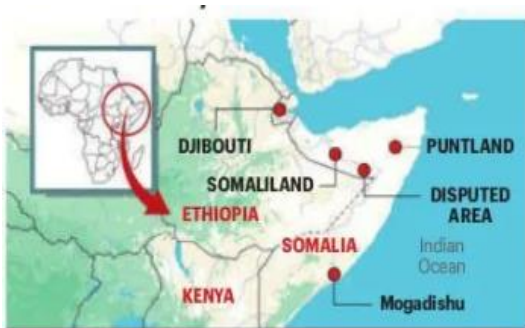 DJIBOUTI
PUNTLAND
SOMALILAND
DISPUTED
AREA
ETHIOPIA
SOMALIA
Indian
Ocean
KENYA
Mogadishu